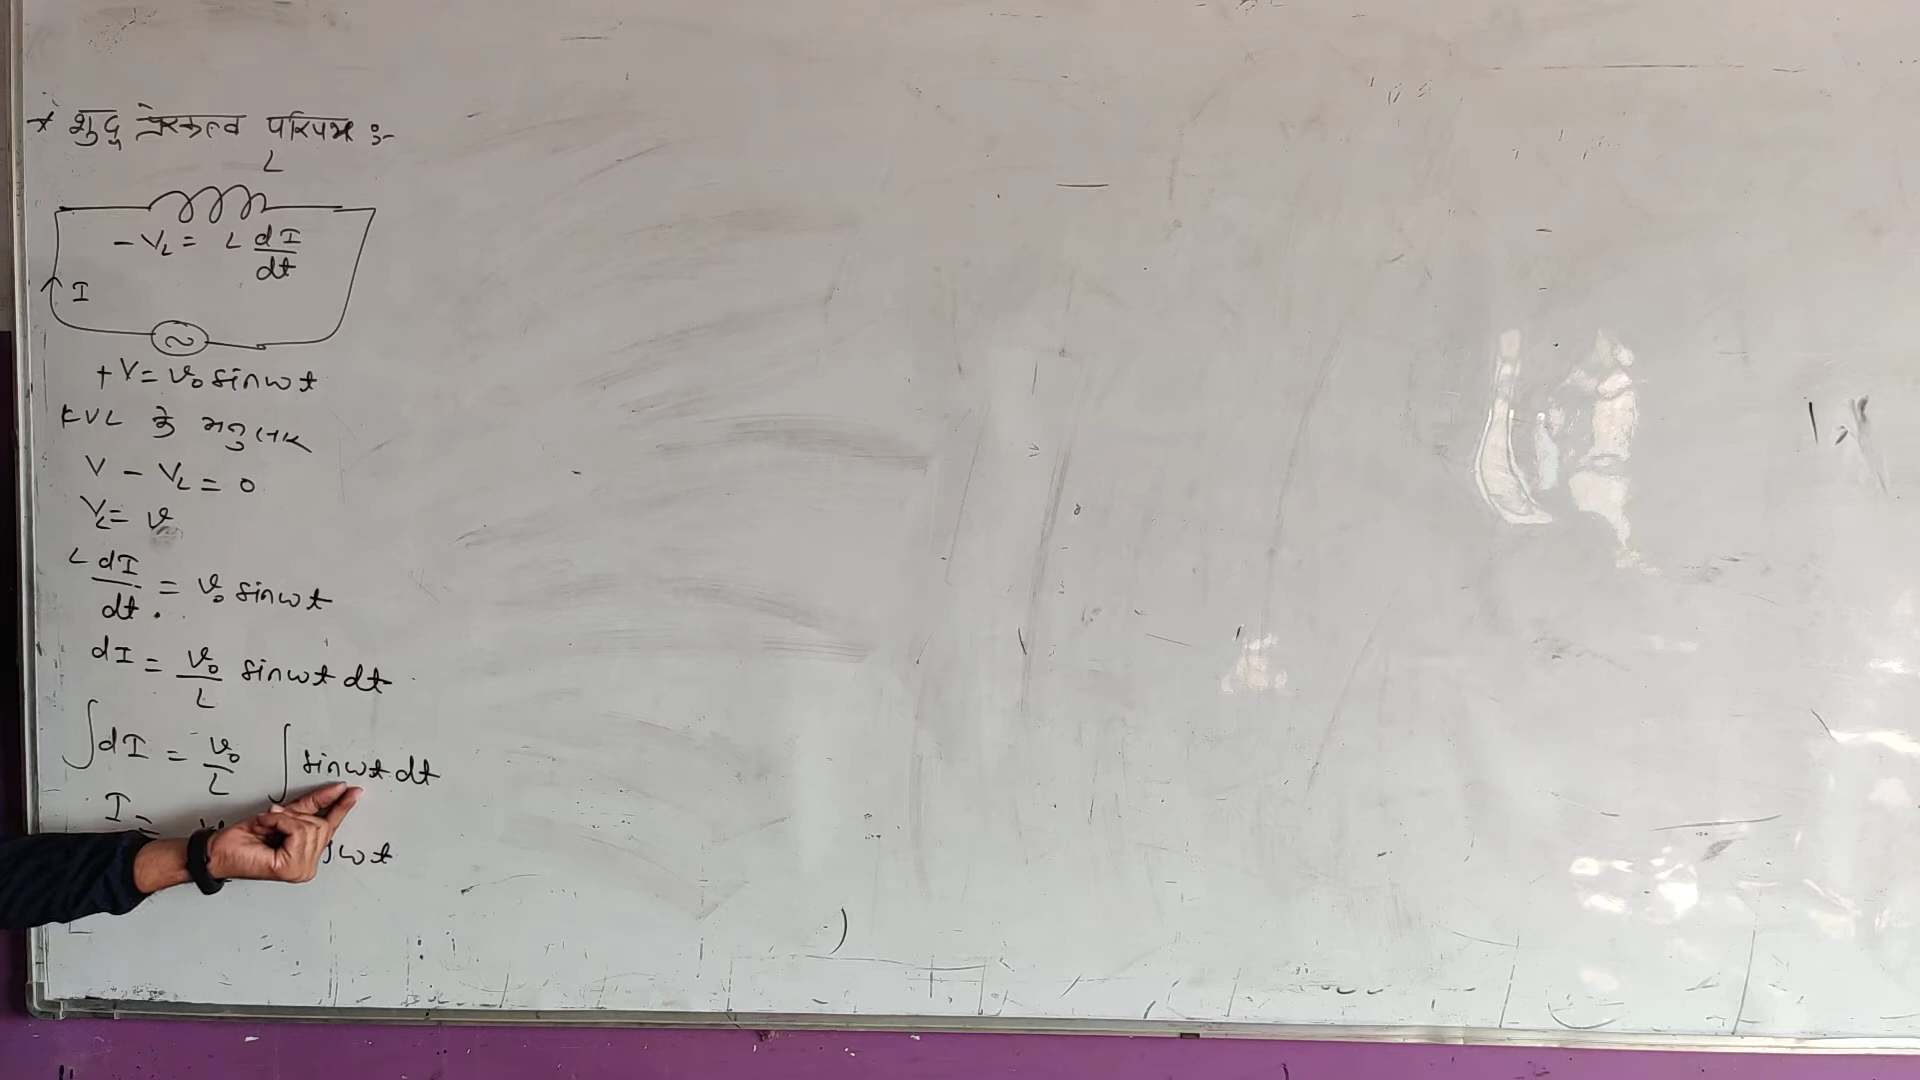 * शुद्ध प्रेरकत्व परिपथ :-
L
- V_L = L dI/dt
I
~
+ V = V₀ sinωt
KVL के अनुसार
V - V_L = 0
V_L = V
L dI/dt = V₀ sinωt
dI = V₀/L sinωt dt
∫dI = V₀/L ∫ sinωt dt
I =
ωt